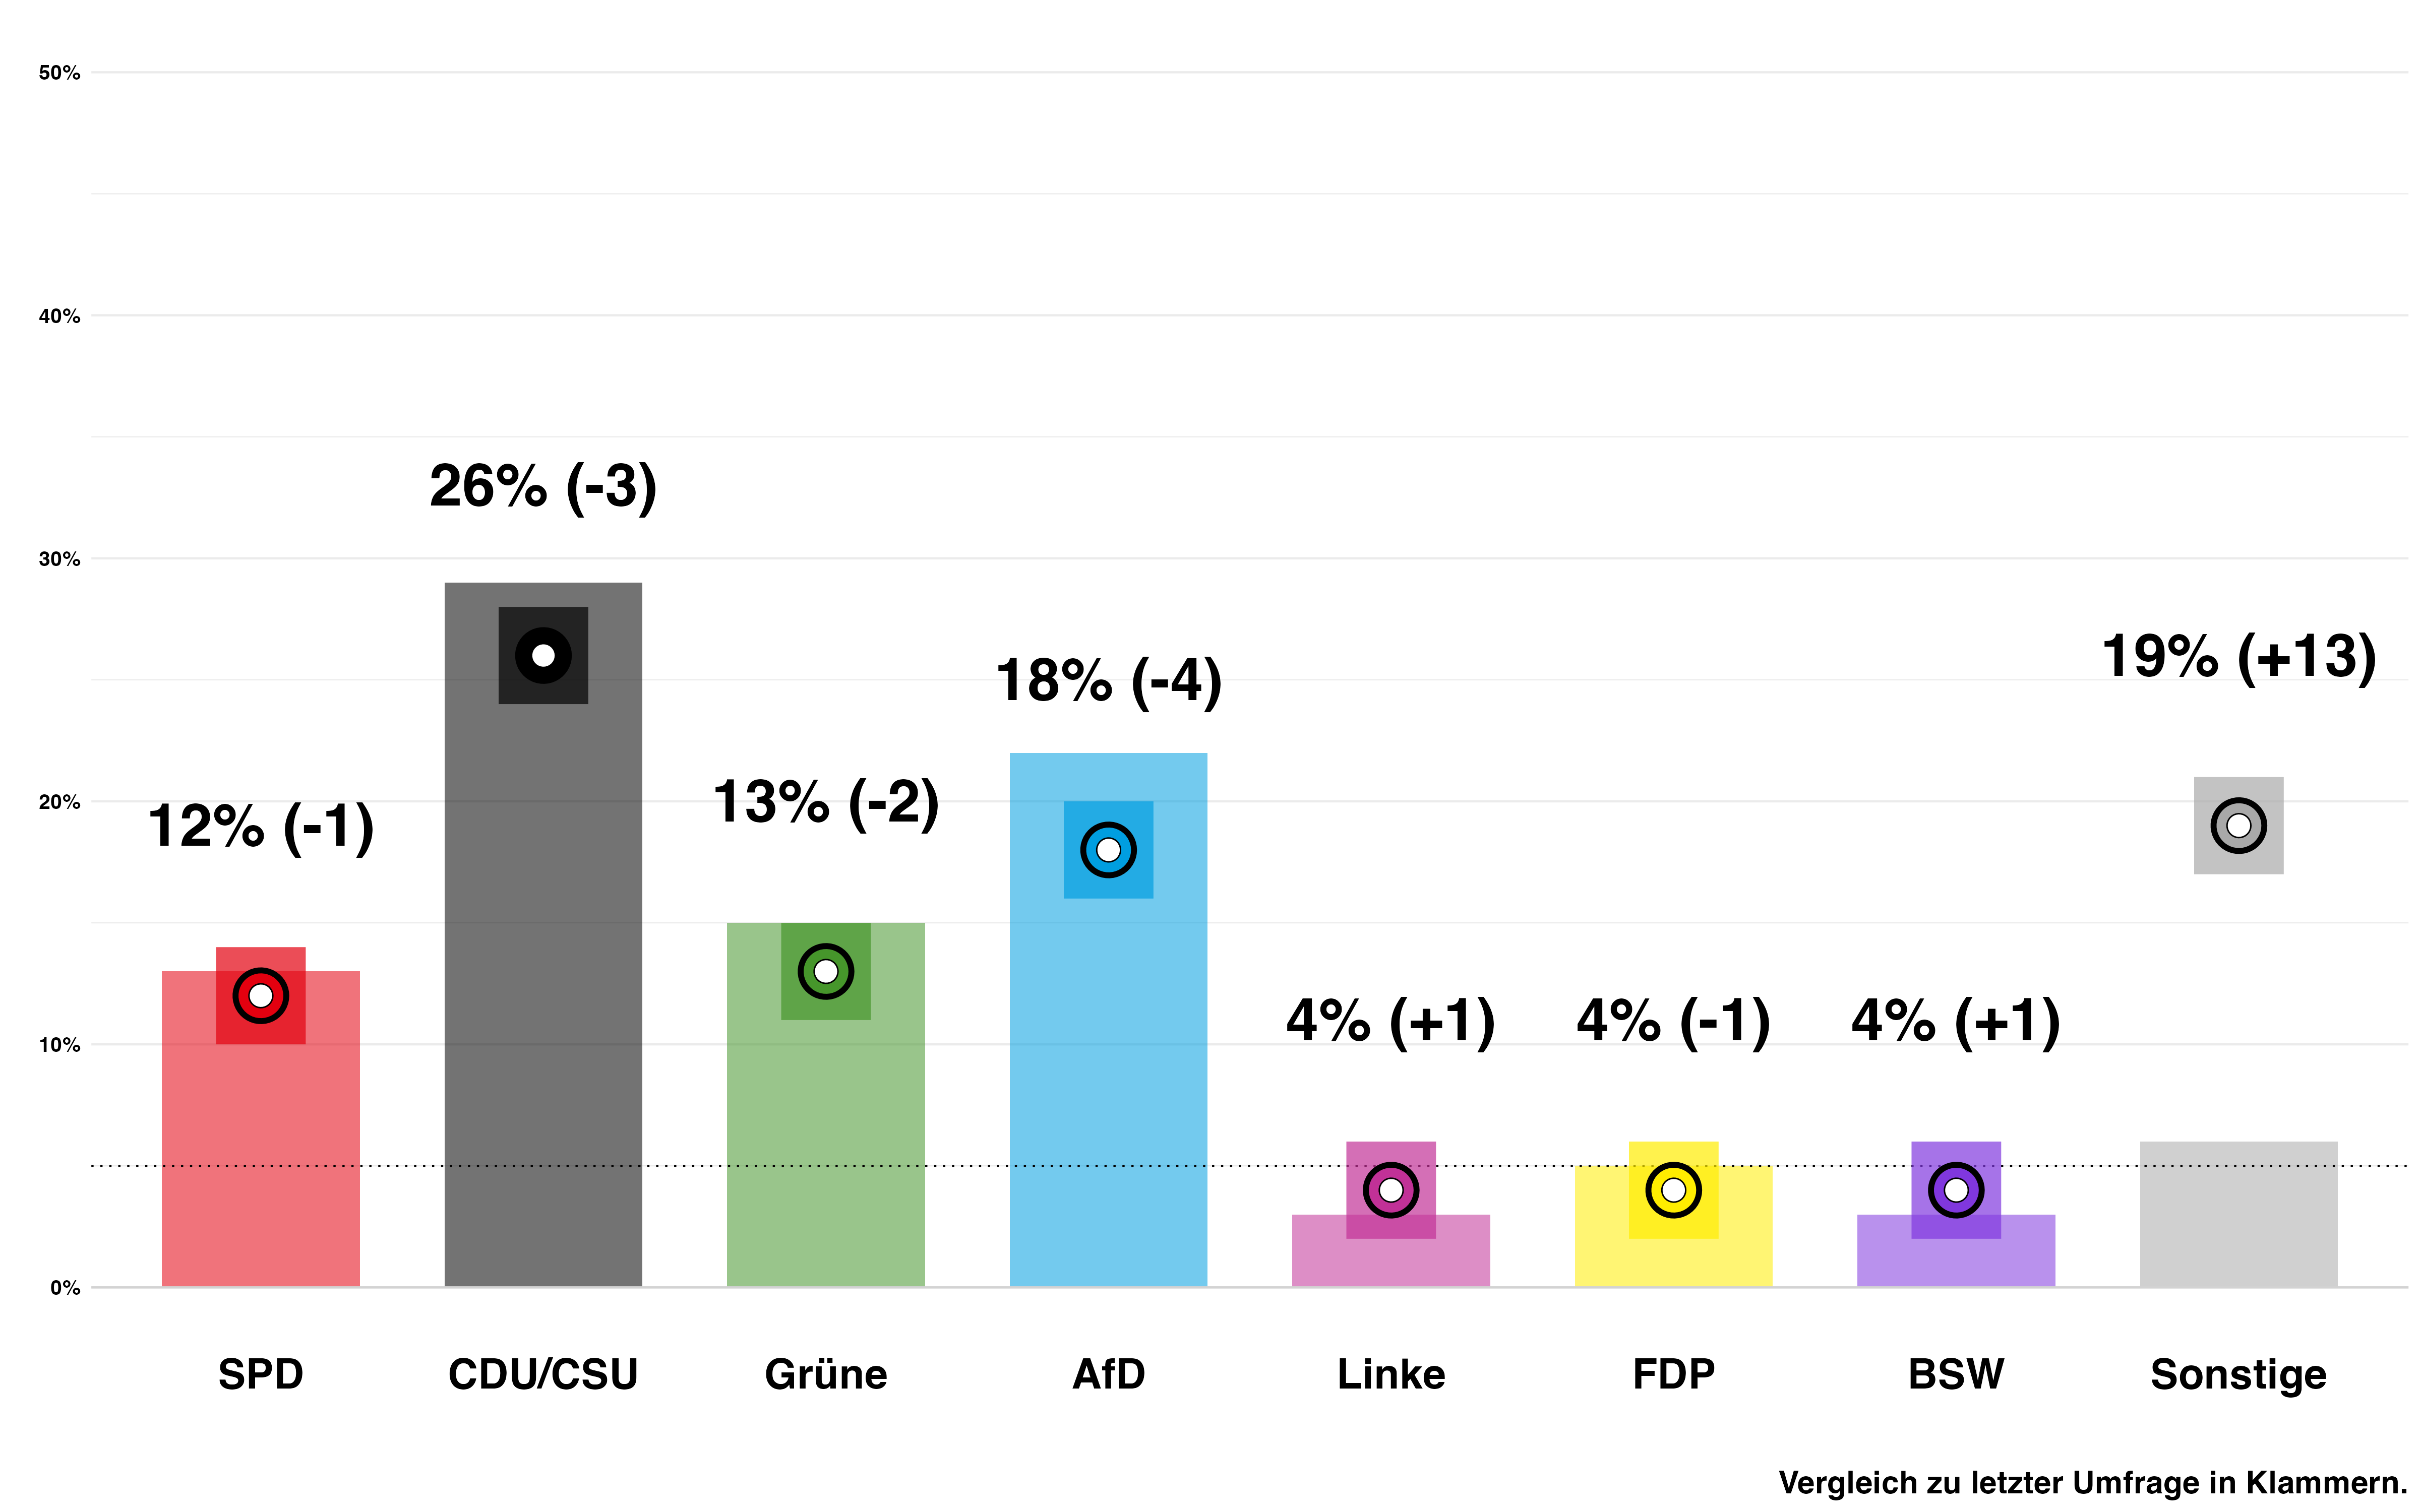 50%
40%
30%
20%
10%
0%
12% (-1)
26% (-3)
13% (-2)
18% (-4)
4% (+1)
4% (-1)
4% (+1)
19% (+13)
SPD
CDU/CSU
Grüne
AfD
Linke
FDP
BSW
Sonstige
Vergleich zu letzter Umfrage in Klammern.